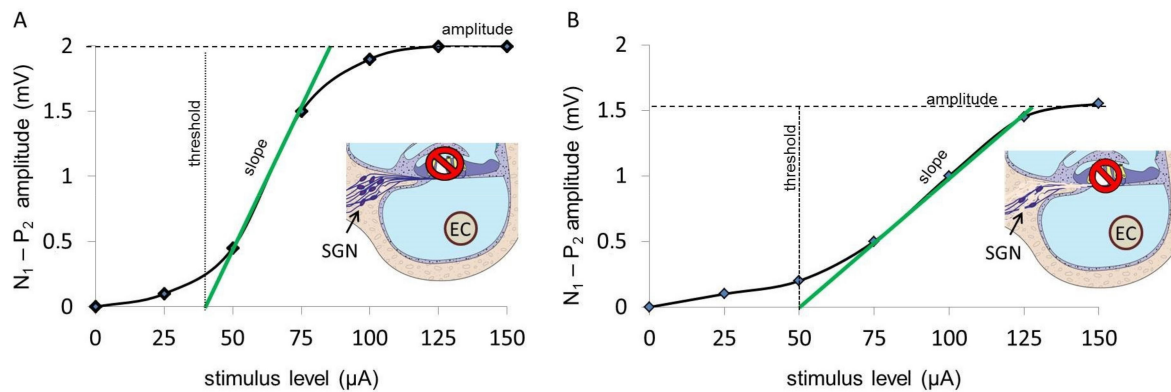 A
N₁ – P₂ amplitude (mV)
2
1.5
1
0.5
0
amplitude
threshold
slope
SGN
EC
0 25 50 75 100 125 150
stimulus level (µA)
B
N₁ – P₂ amplitude (mV)
2
1.5
1
0.5
0
amplitude
threshold
slope
SGN
EC
0 25 50 75 100 125 150
stimulus level (µA)